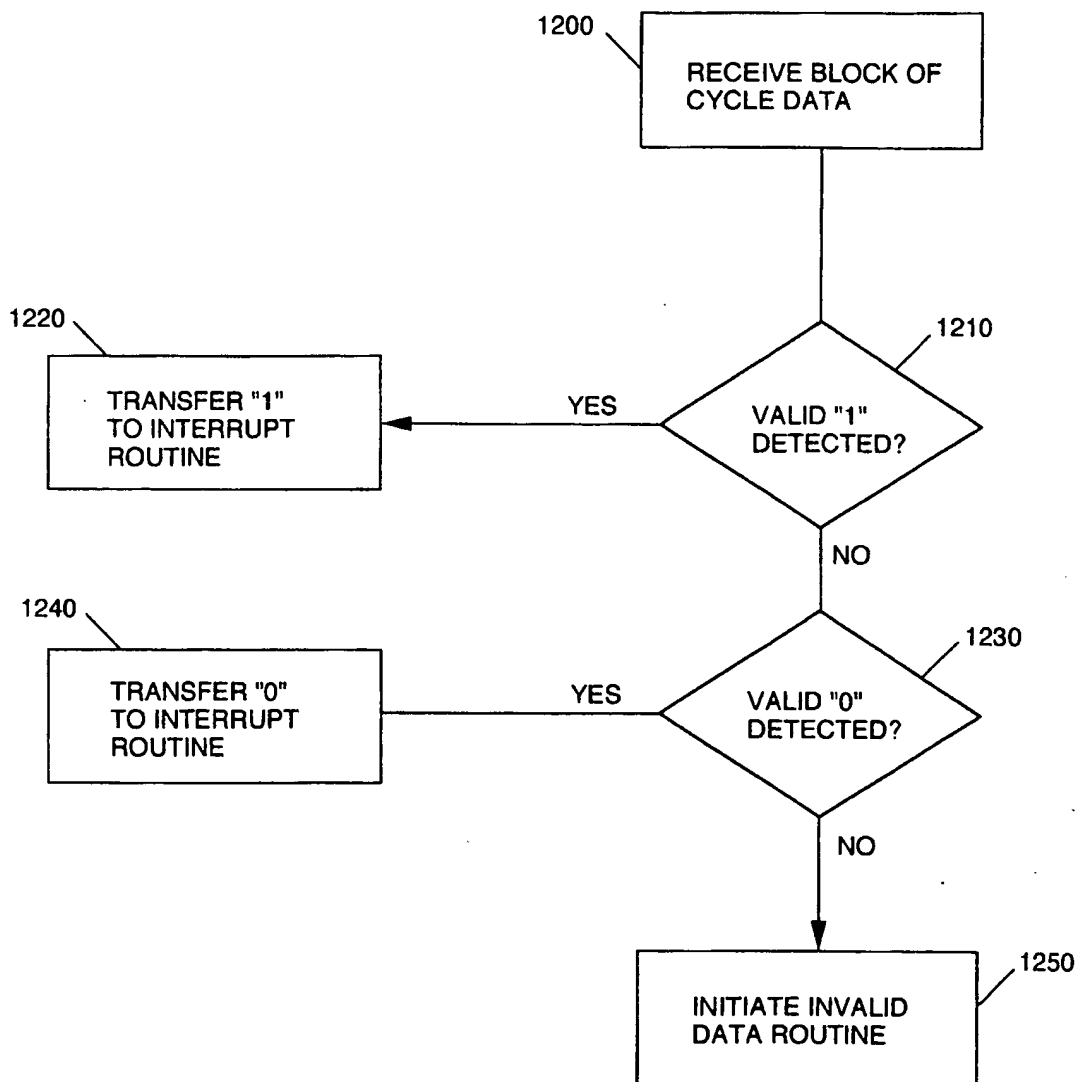 1200
RECEIVE BLOCK OF
CYCLE DATA
1210
VALID "1"
DETECTED?
YES
1220
TRANSFER "1"
TO INTERRUPT
ROUTINE
NO
1230
VALID "0"
DETECTED?
YES
1240
TRANSFER "0"
TO INTERRUPT
ROUTINE
NO
1250
INITIATE INVALID
DATA ROUTINE